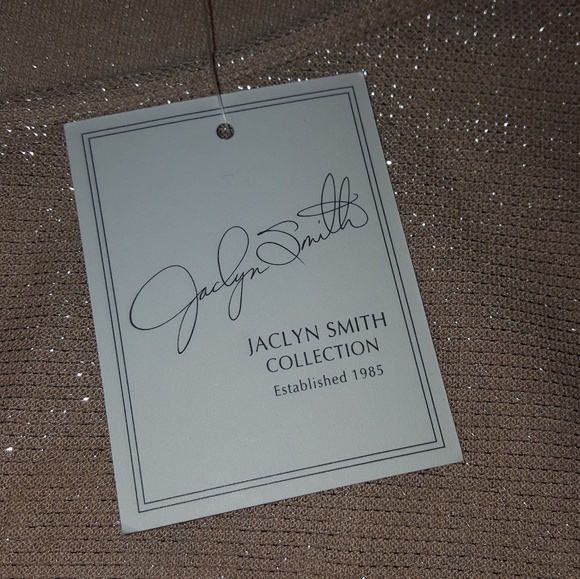 Jaclyn Smith
JACLYN SMITH
COLLECTION
Established 1985